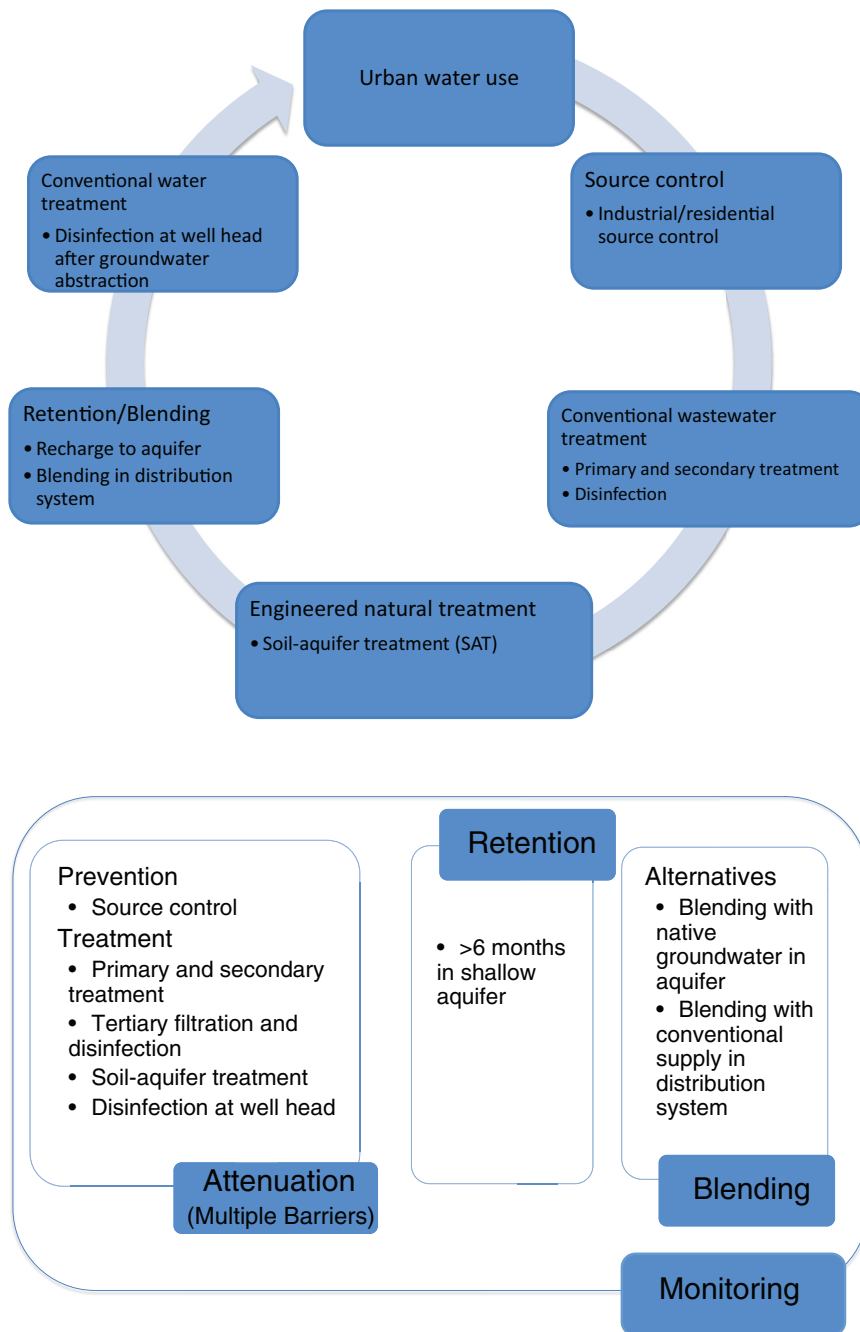 Urban water use
Source control
• Industrial/residential
source control
Conventional wastewater
treatment
• Primary and secondary treatment
• Disinfection
Engineered natural treatment
• Soil-aquifer treatment (SAT)
Retention/Blending
• Recharge to aquifer
• Blending in distribution
system
Conventional water
treatment
• Disinfection at well head
after groundwater
abstraction
Prevention
• Source control
Treatment
• Primary and secondary
treatment
• Tertiary filtration and
disinfection
• Soil-aquifer treatment
• Disinfection at well head
Attenuation
(Multiple Barriers)
Retention
• >6 months
in shallow
aquifer
Alternatives
• Blending with
native
groundwater in
aquifer
• Blending with
conventional
supply in
distribution
system
Blending
Monitoring